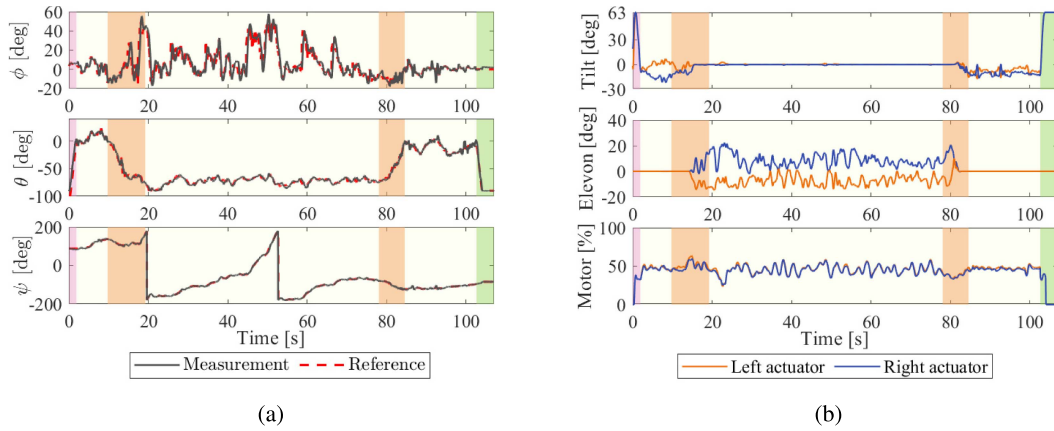 60
40
20
0
-20
ϕ [deg]
0 20 40 60 80 100
0
-50
-100
θ [deg]
0 20 40 60 80 100
200
0
-200
ψ [deg]
0 20 40 60 80 100
Time [s]
Measurement Reference
(a)
63
30
0
-30
Tilt [deg]
0 20 40 60 80 100
40
20
0
-20
Elevon [deg]
0 20 40 60 80 100
100
50
0
Motor [%]
0 20 40 60 80 100
Time [s]
Left actuator Right actuator
(b)